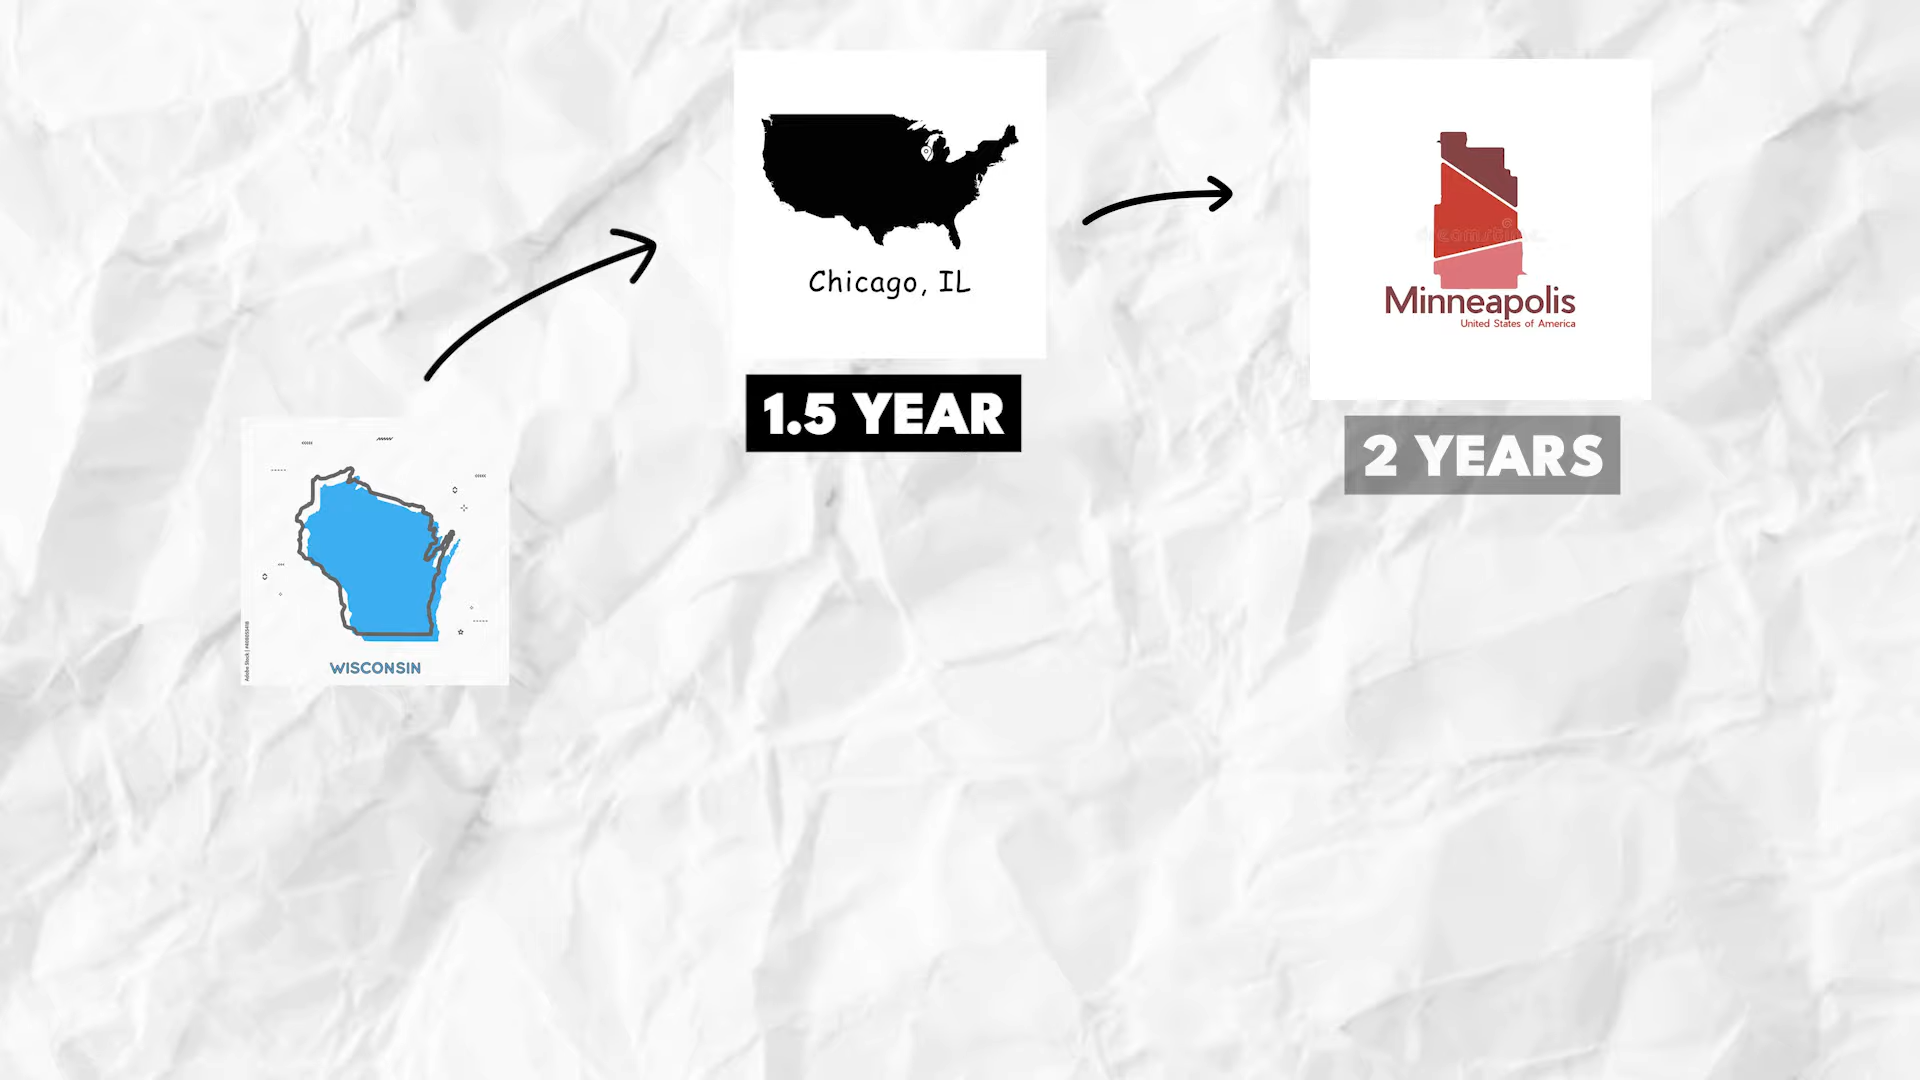 Chicago, IL
1.5 YEAR
Minneapolis
United States of America
2 YEARS
WISCONSIN